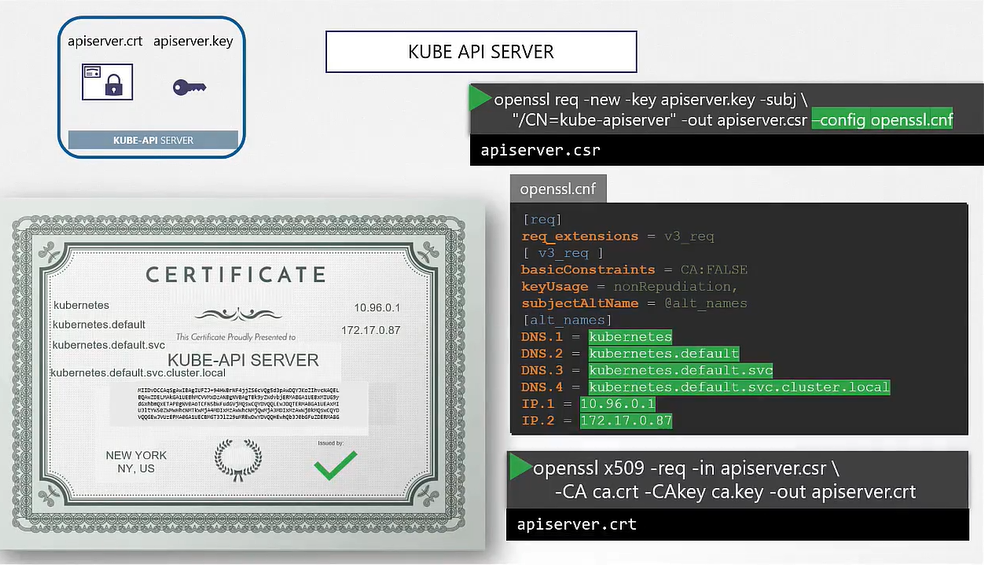 apiserver.crt apiserver.key
KUBE-API SERVER
KUBE API SERVER
openssl req -new -key apiserver.key -subj \
"/CN=kube-apiserver" -out apiserver.csr –config openssl.cnf
apiserver.csr
openssl.cnf
[req]
req_extensions = v3_req
[ v3_req ]
basicConstraints = CA:FALSE
keyUsage = nonRepudiation,
subjectAltName = @alt_names
[alt_names]
DNS.1 = kubernetes
DNS.2 = kubernetes.default
DNS.3 = kubernetes.default.svc
DNS.4 = kubernetes.default.svc.cluster.local
IP.1 = 10.96.0.1
IP.2 = 172.17.0.87
openssl x509 -req -in apiserver.csr \
-CA ca.crt -CAkey ca.key -out apiserver.crt
apiserver.crt
CERTIFICATE
kubernetes
10.96.0.1
kubernetes.default
172.17.0.87
This Certificate Proudly Presented to
kubernetes.default.svc
KUBE-API SERVER
kubernetes.default.svc.cluster.local
Issued by:
NEW YORK
NY, US